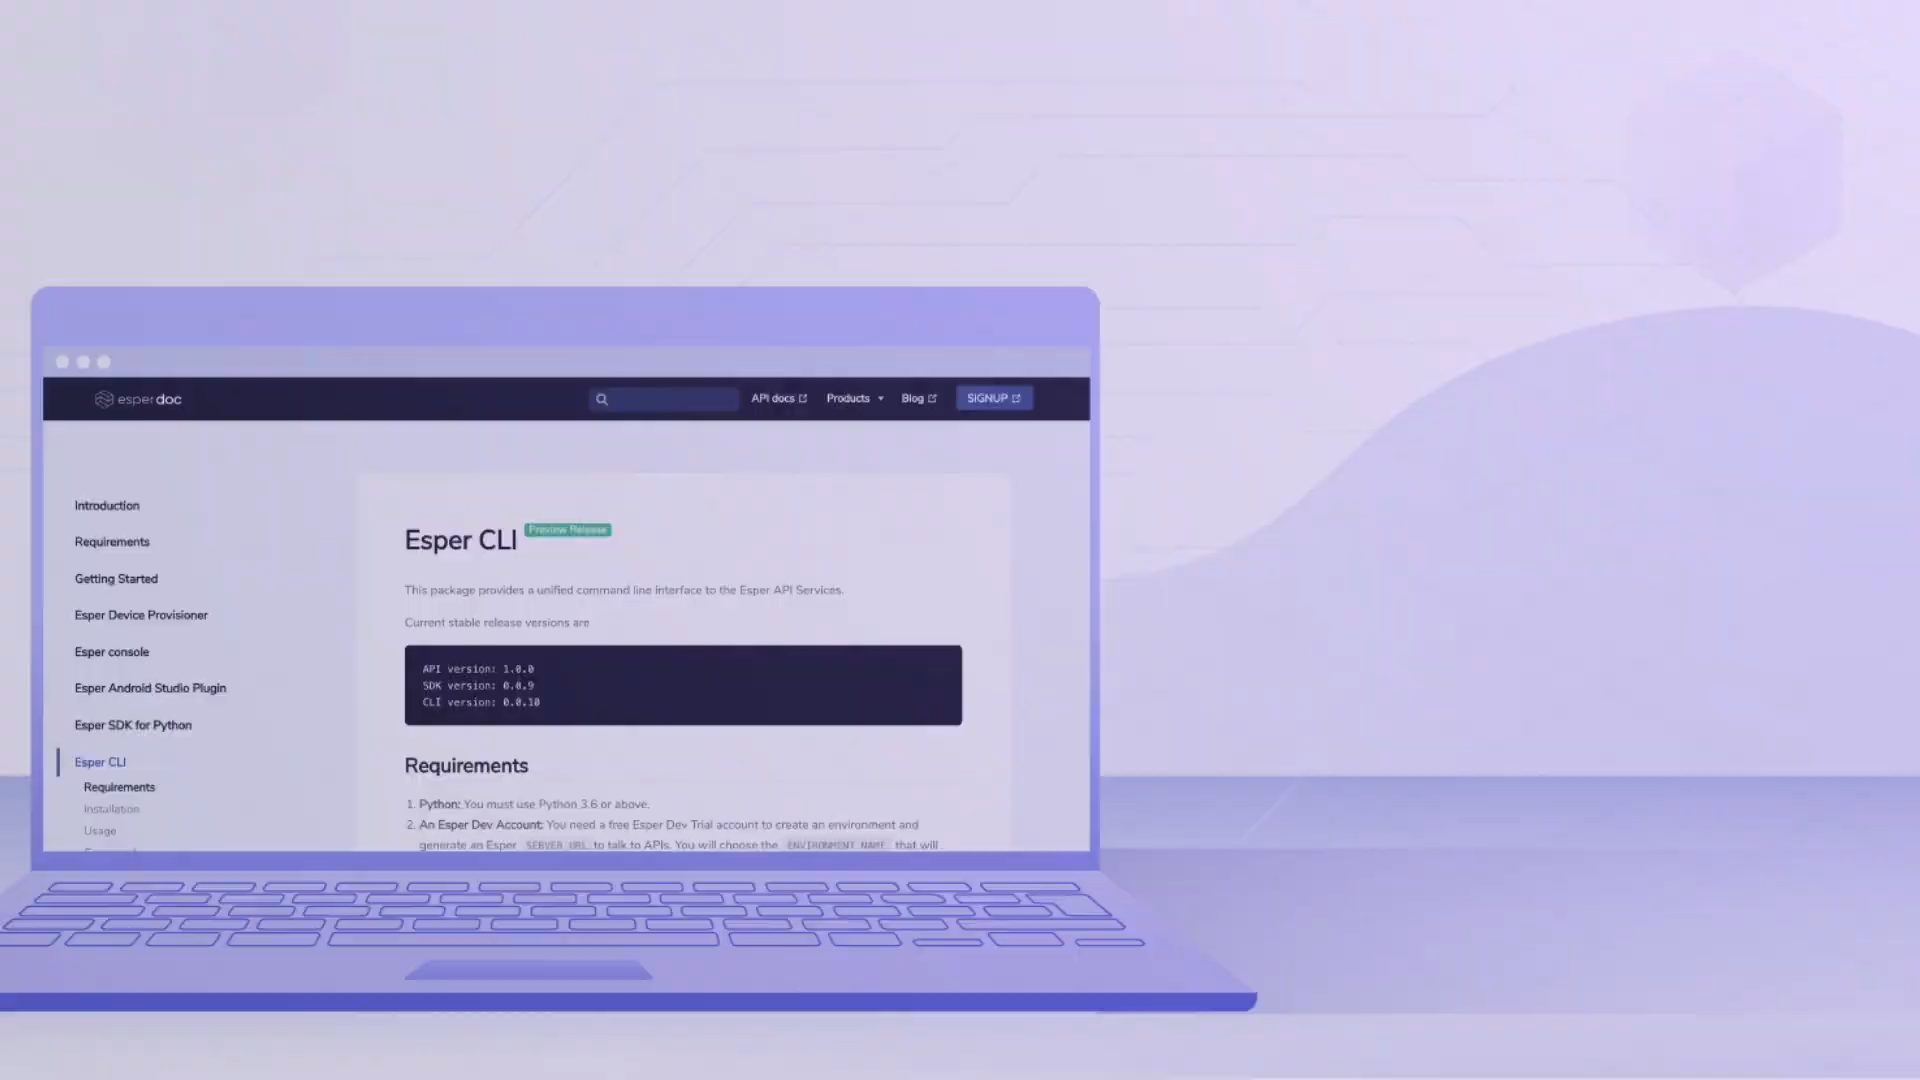 esperdoc
API docs
Products
Blog
SIGNUP
Introduction
Requirements
Getting Started
Esper Device Provisioner
Esper console
Esper Android Studio Plugin
Esper SDK for Python
Esper CLI
Requirements
Installation
Usage
Esper CLI Preview Release
This package provides a unified command line interface to the Esper API Services.
Current stable release versions are
API version: 1.0.0
SDK version: 0.0.9
CLI version: 0.0.10
Requirements
1. Python: You must use Python 3.6 or above.
2. An Esper Dev Account: You need a free Esper Dev Trial account to create an environment and
generate an Esper SERVER URL to talk to APIs. You will choose the ENVIRONMENT NAME that will